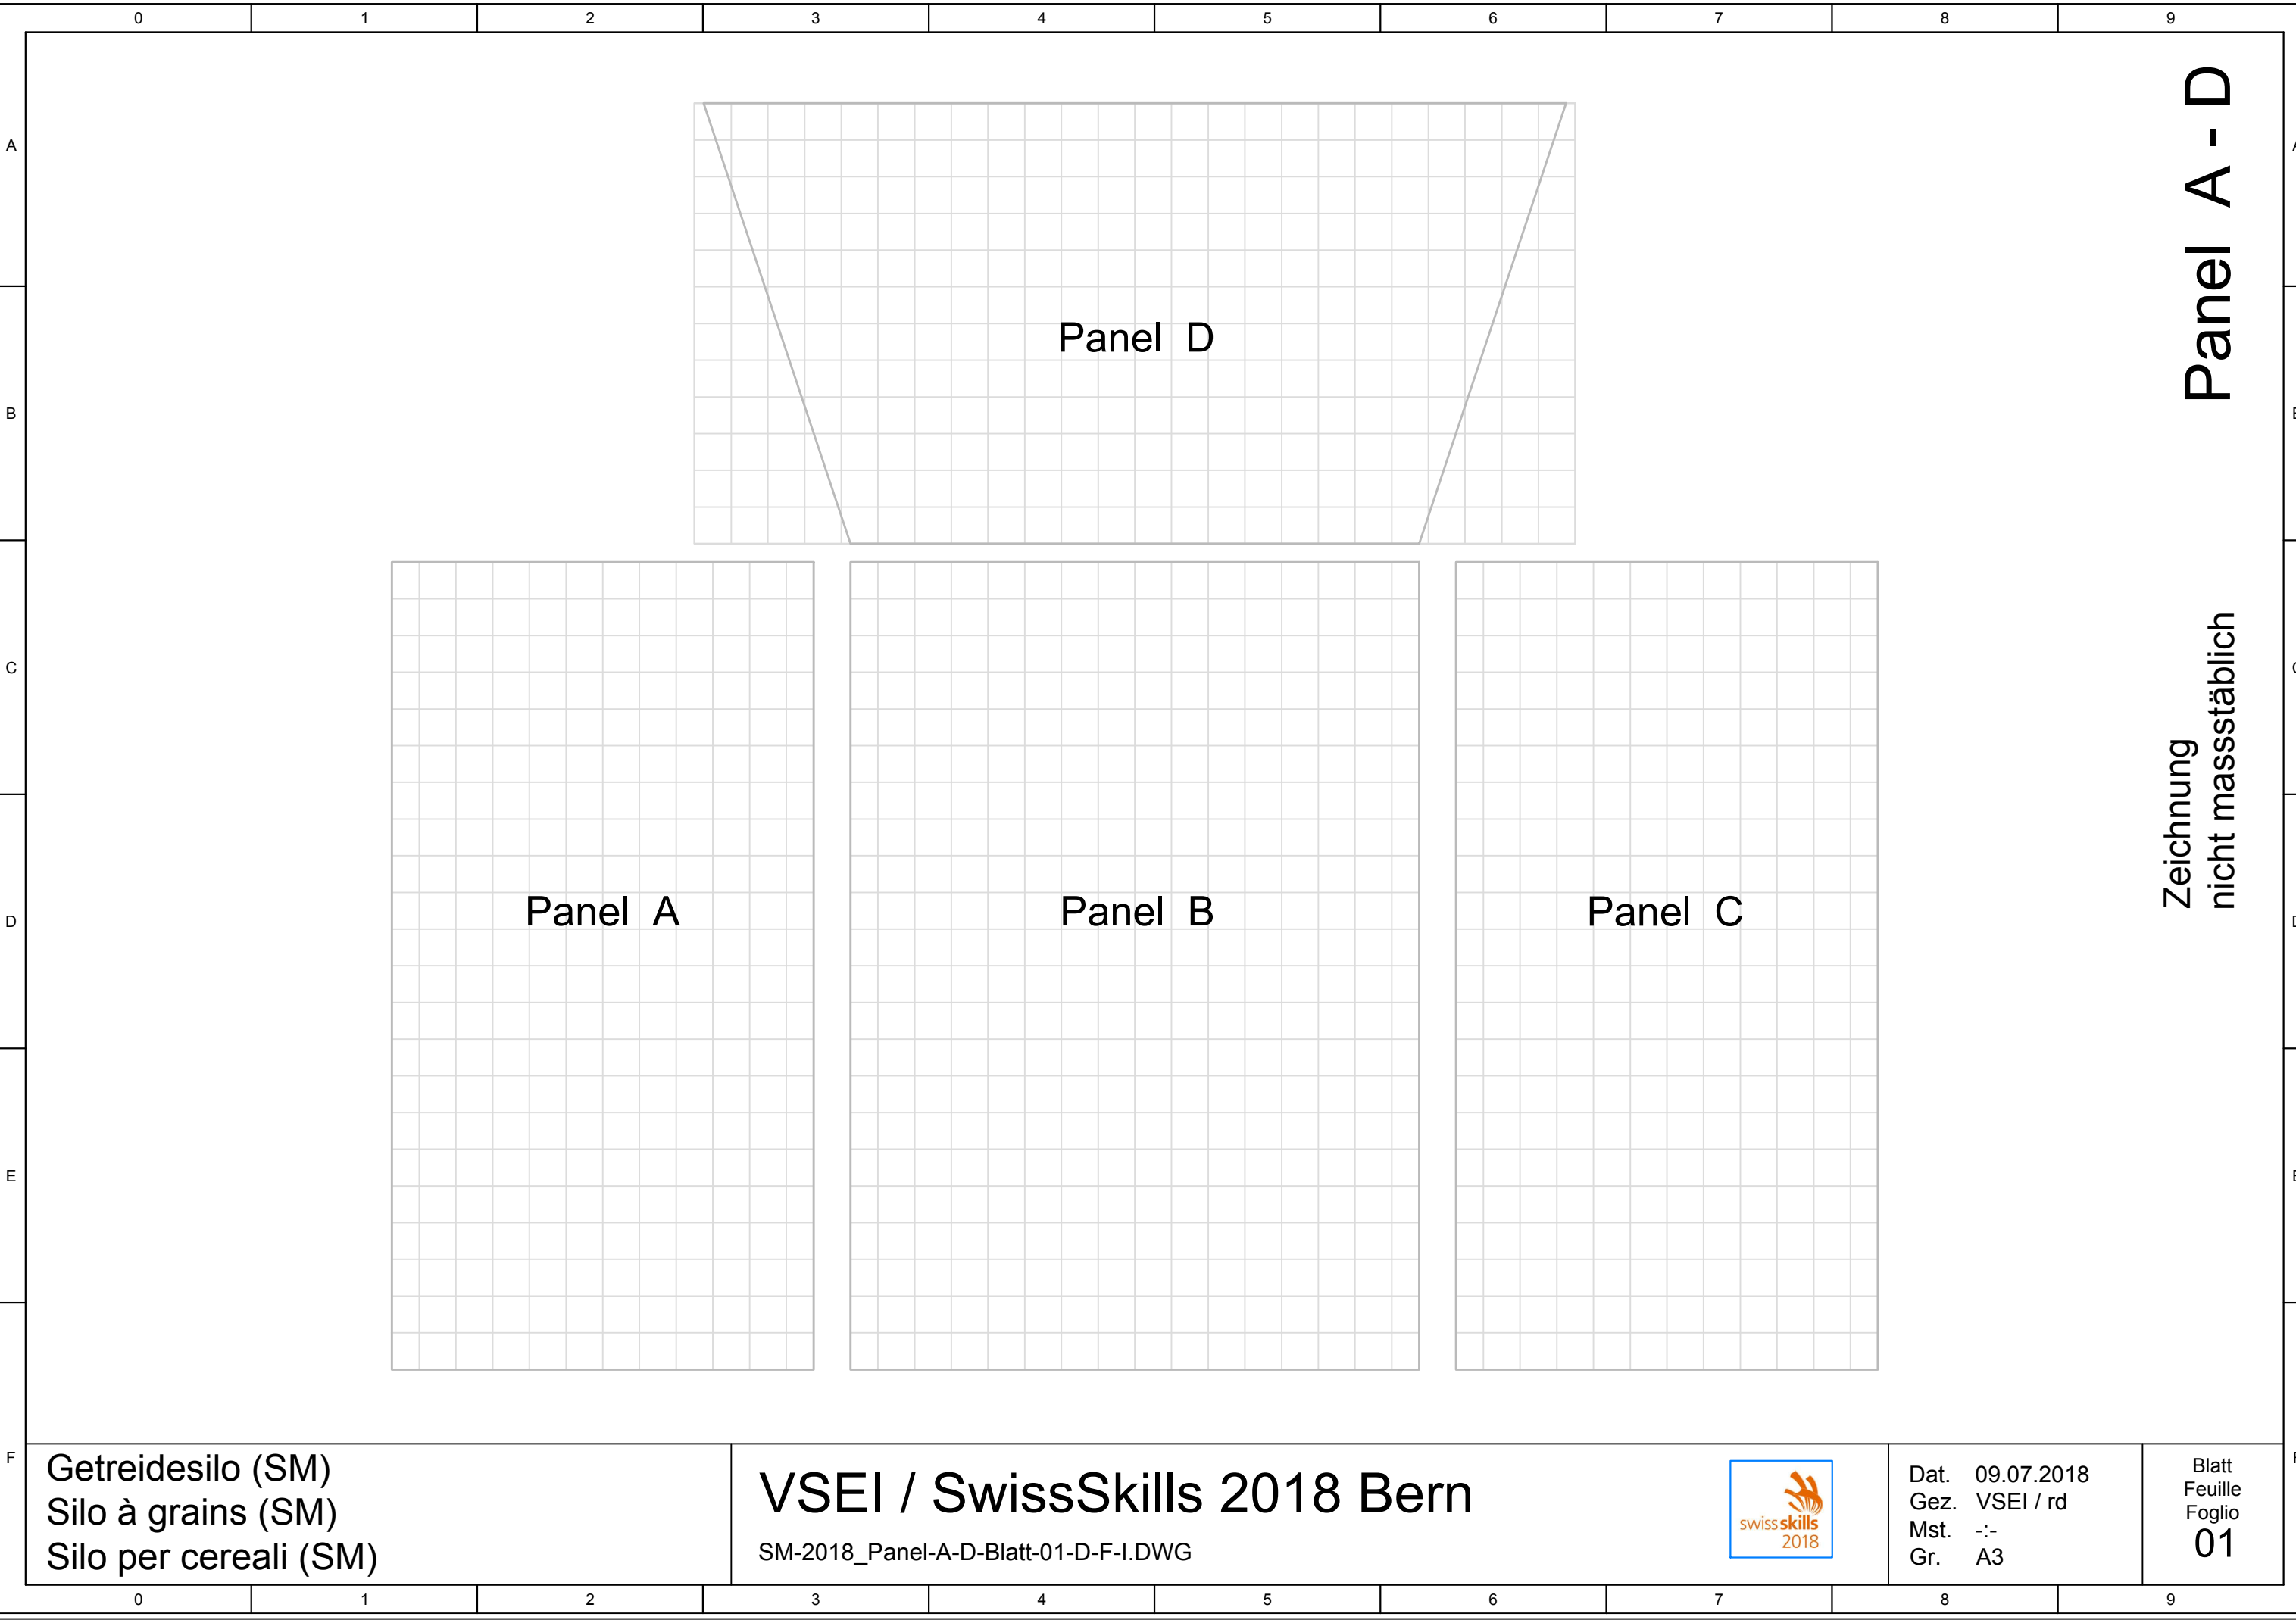 0 1 2 3 4 5 6 7 8 9
A
B
C
D
E
F
Panel A - D
Zeichnung
nicht massstäblich
Panel D
Panel A
Panel B
Panel C
Getreidesilo (SM)
Silo à grains (SM)
Silo per cereali (SM)
VSEI / SwissSkills 2018 Bern
SM-2018_Panel-A-D-Blatt-01-D-F-I.DWG
swiss skills
2018
Dat. 09.07.2018
Gez. VSEI / rd
Mst. -:-
Gr. A3
Blatt
Feuille
Foglio
01
0 1 2 3 4 5 6 7 8 9